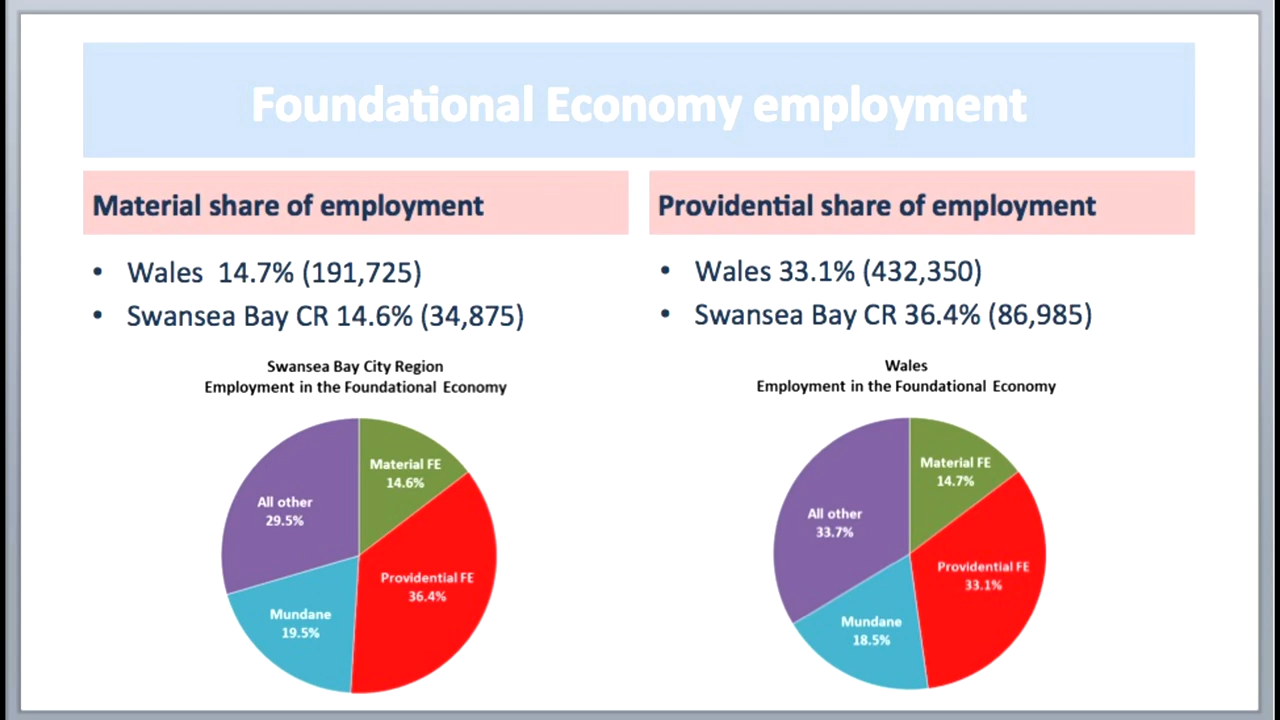 Foundational Economy employment
Material share of employment
• Wales  14.7% (191,725)
• Swansea Bay CR 14.6% (34,875)
Providential share of employment
• Wales 33.1% (432,350)
• Swansea Bay CR 36.4% (86,985)
Swansea Bay City Region
Employment in the Foundational Economy
Material FE
14.6%
All other
29.5%
Providential FE
36.4%
Mundane
19.5%
Wales
Employment in the Foundational Economy
Material FE
14.7%
All other
33.7%
Providential FE
33.1%
Mundane
18.5%